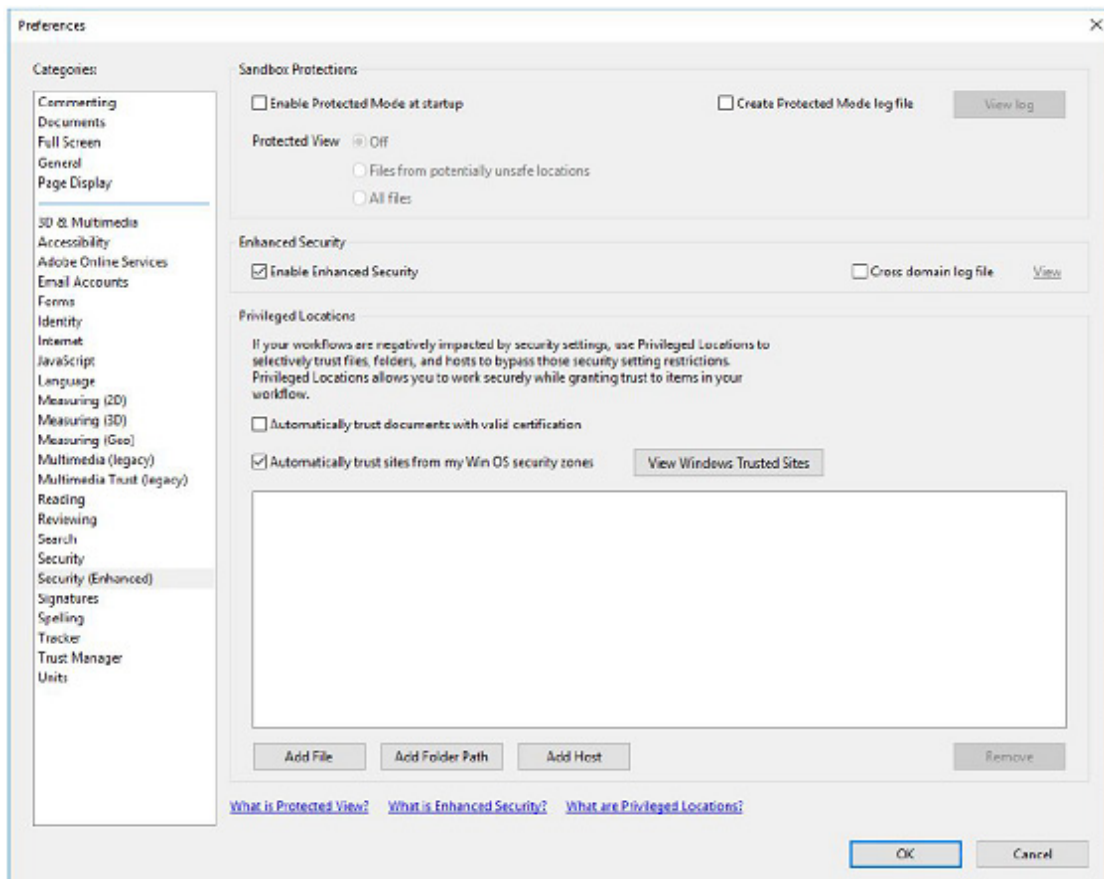 Preferences
Categories:
Commenting
Documents
Full Screen
General
Page Display
3D & Multimedia
Accessibility
Adobe Online Services
Email Accounts
Forms
Identity
Internet
JavaScript
Language
Measuring (2D)
Measuring (3D)
Measuring (Geo)
Multimedia (legacy)
Multimedia Trust (legacy)
Reading
Reviewing
Search
Security
Security (Enhanced)
Signatures
Spelling
Tracker
Trust Manager
Units
Sandbox Protections
Enable Protected Mode at startup
Create Protected Mode log file
View log
Protected View
Off
Files from potentially unsafe locations
All files
Enhanced Security
Enable Enhanced Security
Cross domain log file
View
Privileged Locations
If your workflows are negatively impacted by security settings, use Privileged Locations to
selectively trust files, folders, and hosts to bypass those security setting restrictions.
Privileged Locations allows you to work securely while granting trust to items in your
workflow.
Automatically trust documents with valid certification
Automatically trust sites from my Win OS security zones
View Windows Trusted Sites
Add File
Add Folder Path
Add Host
Remove
What is Protected View?
What is Enhanced Security?
What are Privileged Locations?
OK
Cancel